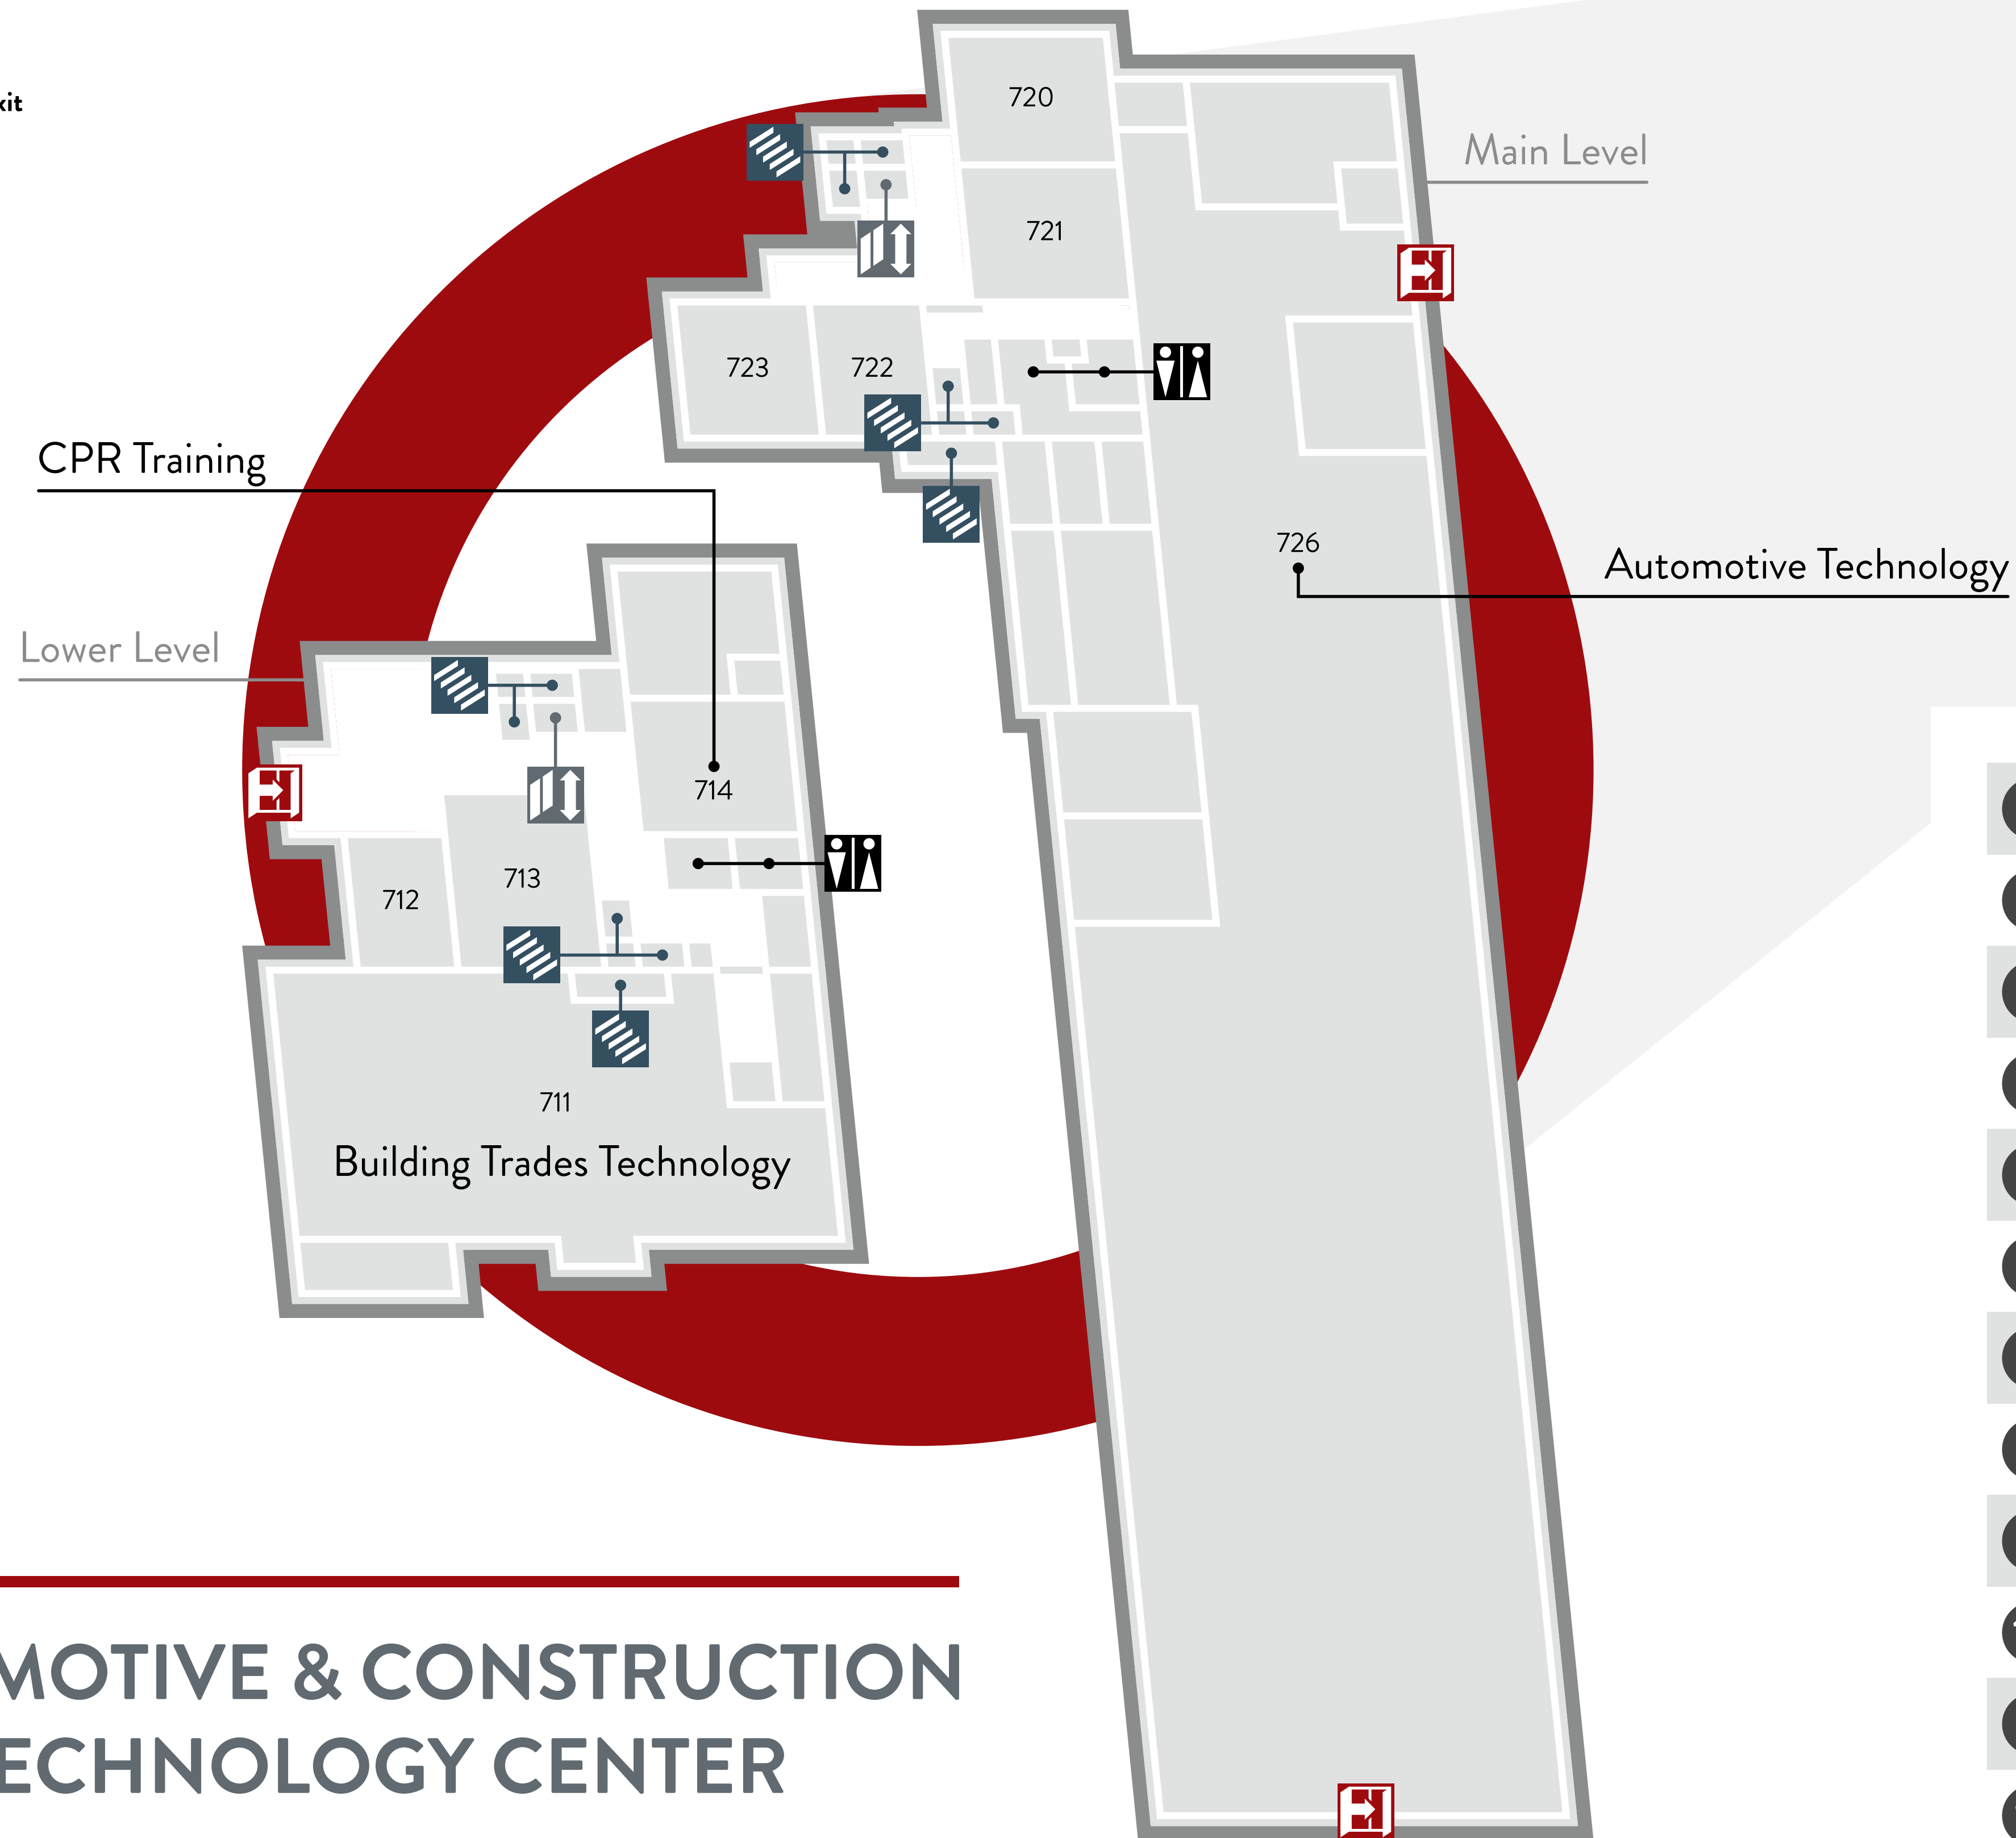 xit
720
Main Level
721
723
722
CPR Training
726
Automotive Technology
Lower Level
714
713
712
711
Building Trades Technology
MOTIVE & CONSTRUCTION
ECHNOLOGY CENTER